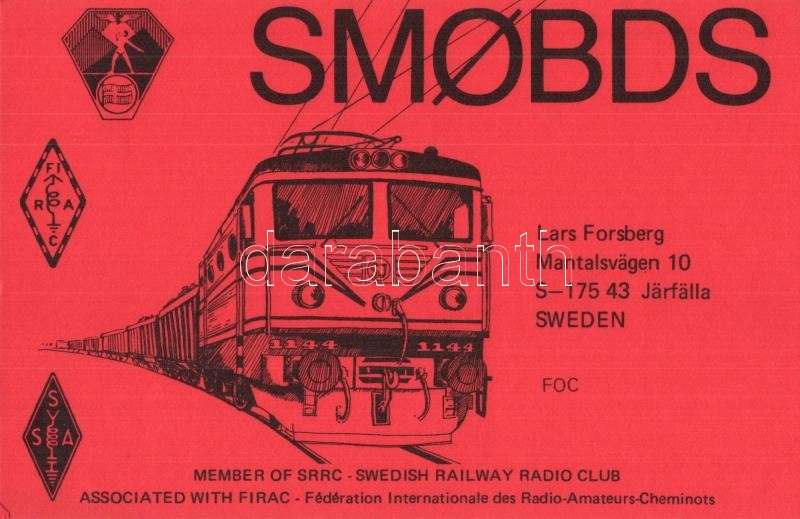 SMØBDS
FI
R A
C
Lars Forsberg
Mantalsvägen 10
S-175 43 Järfälla
SWEDEN
darabanth
1144 1144
FOC
S
S Y A
I
MEMBER OF SRRC - SWEDISH RAILWAY RADIO CLUB
ASSOCIATED WITH FIRAC - Fédération Internationale des Radio-Amateurs-Cheminots